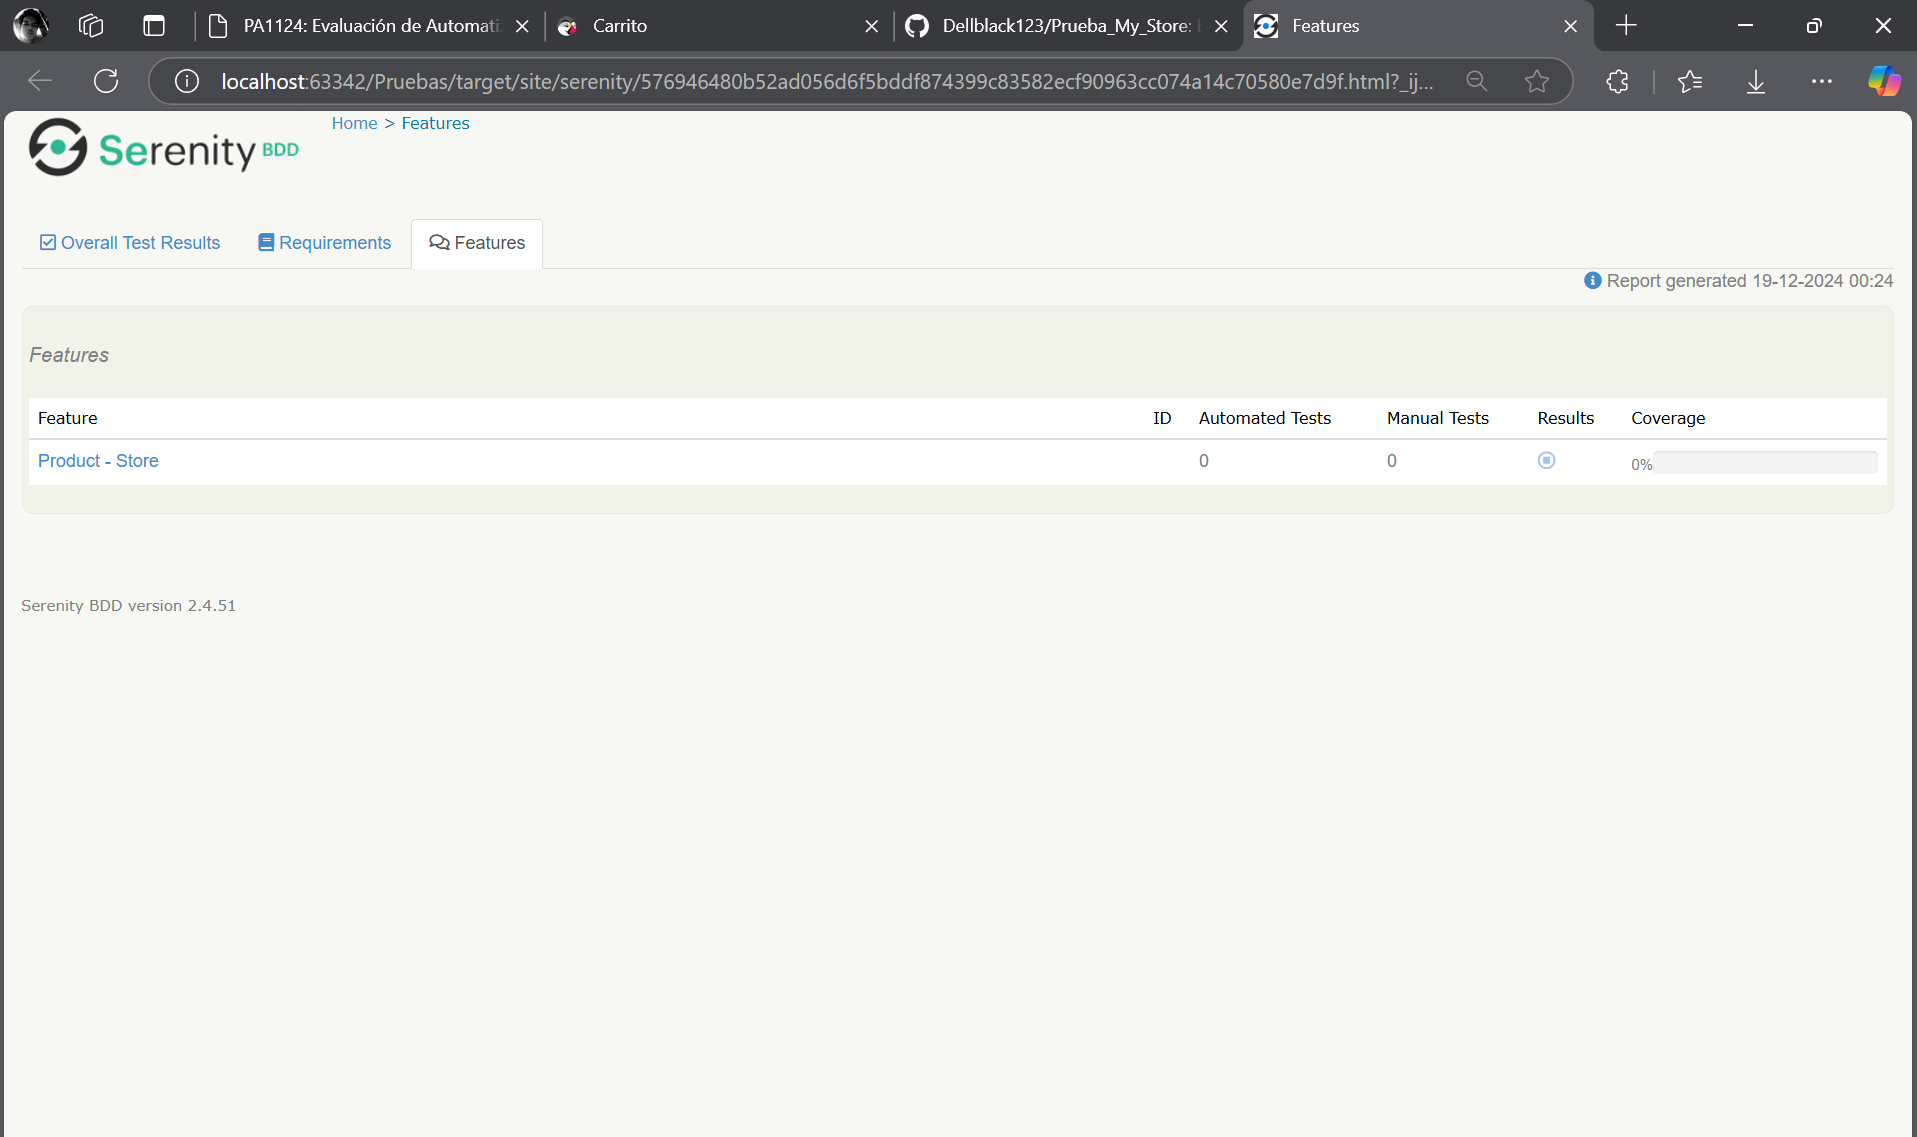 PA1124: Evaluación de Automati
Carrito
Dellblack123/Prueba_My_Store:
Features
localhost:63342/Pruebas/target/site/serenity/576946480b52ad056d6f5bddf874399c83582ecf90963cc074a14c70580e7d9f.html?_ij...
Serenity BDD
Home > Features
Overall Test Results
Requirements
Features
Report generated 19-12-2024 00:24
Features
Feature ID Automated Tests Manual Tests Results Coverage
Product - Store 0 0 0%
Serenity BDD version 2.4.51